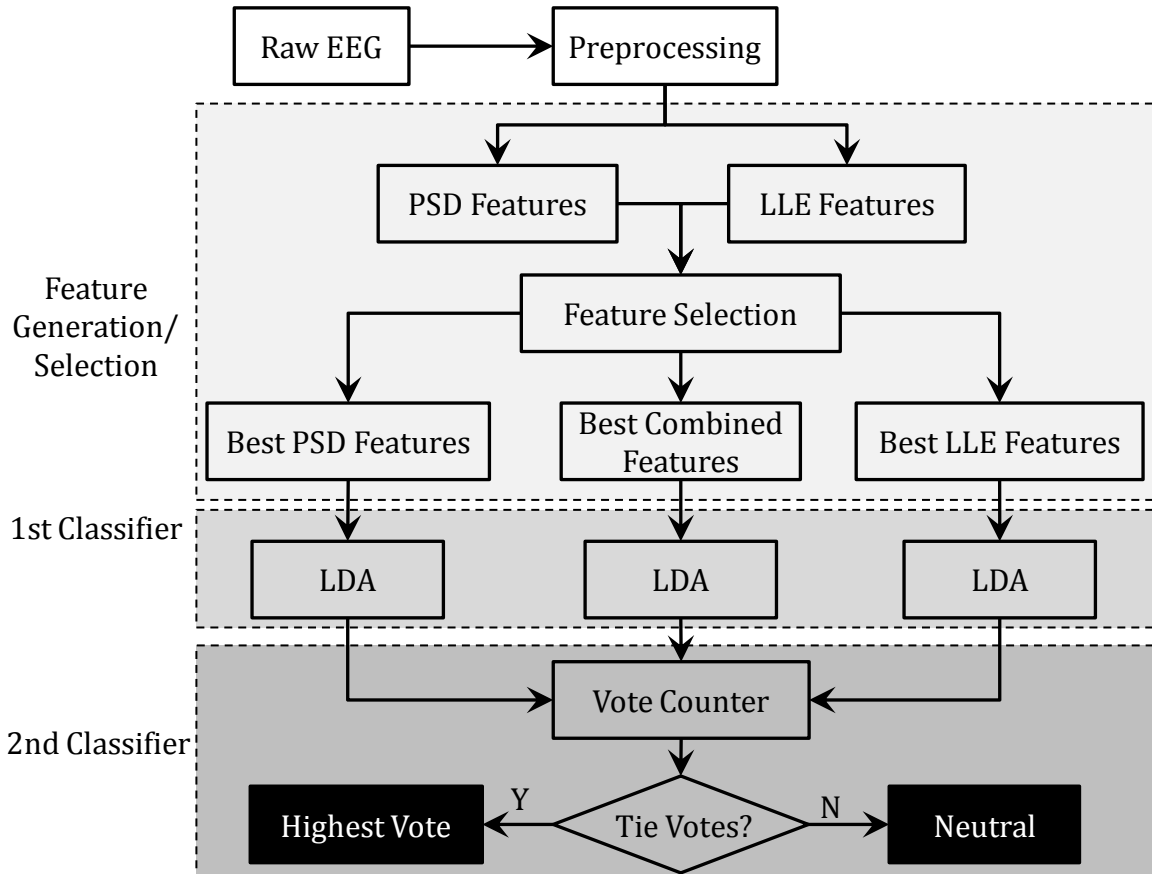 Raw EEG
Preprocessing
PSD Features
LLE Features
Feature
Generation/
Selection
Feature Selection
Best PSD Features
Best Combined
Features
Best LLE Features
1st Classifier
LDA
LDA
LDA
2nd Classifier
Vote Counter
Highest Vote
Y
Tie Votes?
N
Neutral